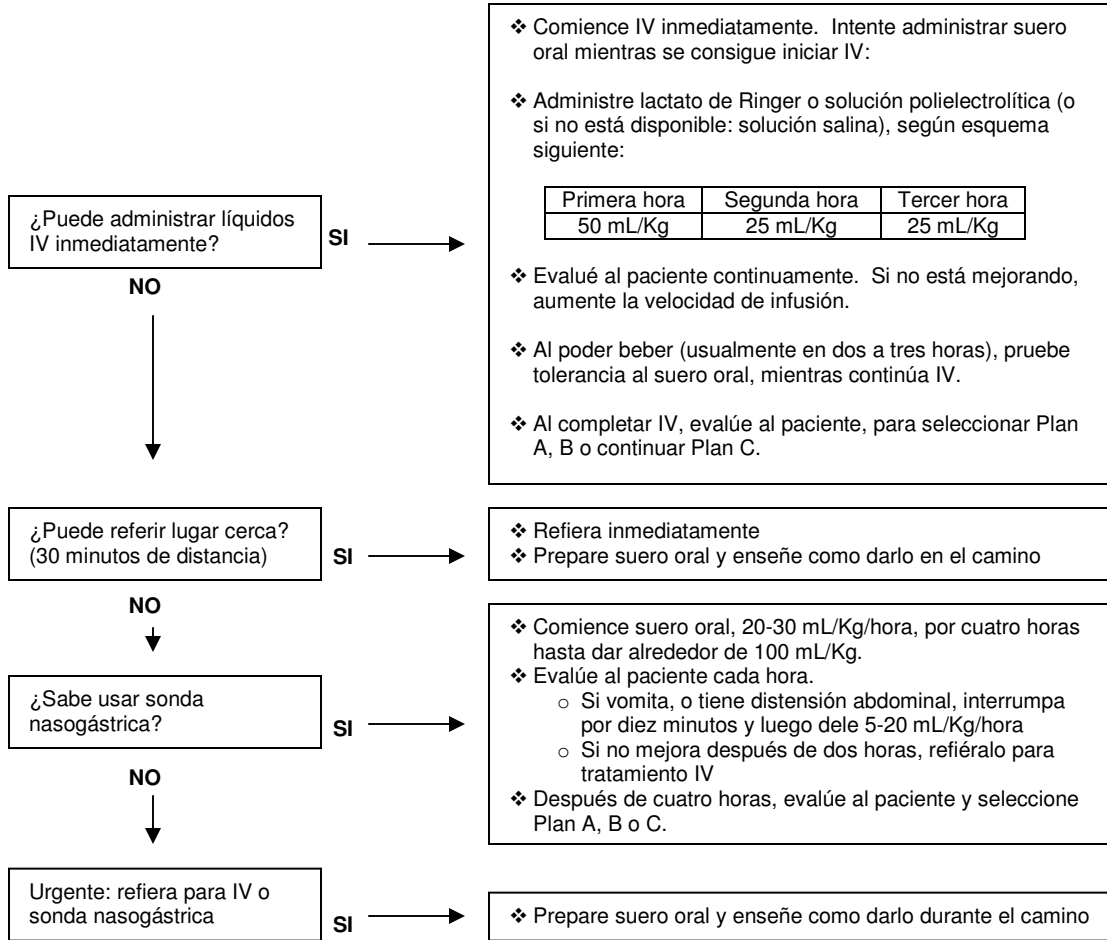 ❖ Comience IV inmediatamente. Intente administrar suero
oral mientras se consigue iniciar IV:
❖ Administre lactato de Ringer o solución polielectrolítica (o
si no está disponible: solución salina), según esquema
siguiente:
Primera hora Segunda hora Tercer hora
50 mL/Kg 25 mL/Kg 25 mL/Kg
❖ Evalué al paciente continuamente. Si no está mejorando,
aumente la velocidad de infusión.
❖ Al poder beber (usualmente en dos a tres horas), pruebe
tolerancia al suero oral, mientras continúa IV.
❖ Al completar IV, evalúe al paciente, para seleccionar Plan
A, B o continuar Plan C.
¿Puede administrar líquidos
IV inmediatamente?
SI
NO
¿Puede referir lugar cerca?
(30 minutos de distancia)
SI
❖ Refiera inmediatamente
❖ Prepare suero oral y enseñe como darlo en el camino
NO
¿Sabe usar sonda
nasogástrica?
SI
❖ Comience suero oral, 20-30 mL/Kg/hora, por cuatro horas
hasta dar alrededor de 100 mL/Kg.
❖ Evalúe al paciente cada hora.
o Si vomita, o tiene distensión abdominal, interrumpa
por diez minutos y luego dele 5-20 mL/Kg/hora
o Si no mejora después de dos horas, refiéralo para
tratamiento IV
❖ Después de cuatro horas, evalúe al paciente y seleccione
Plan A, B o C.
NO
Urgente: refiera para IV o
sonda nasogástrica
SI
❖ Prepare suero oral y enseñe como darlo durante el camino